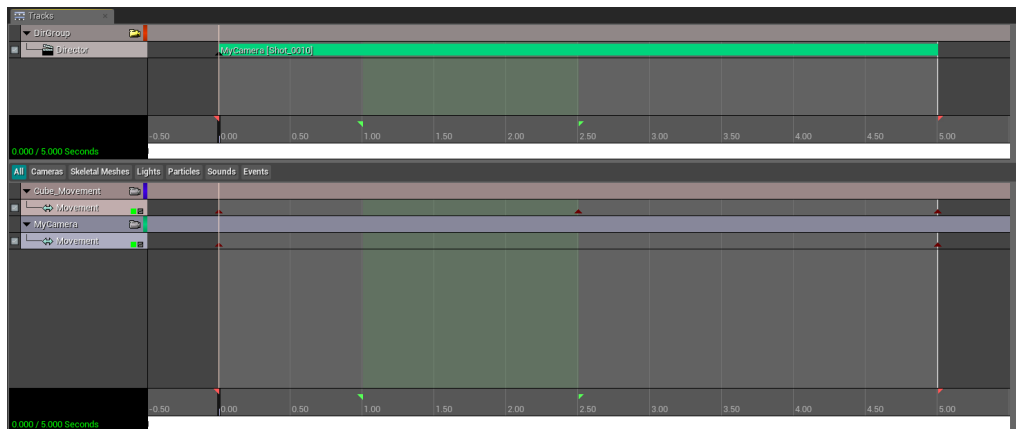 Tracks
DirGroup
Director MyCamera [Shot_0010]
-0.50 0.00 0.50 1.00 1.50 2.00 2.50 3.00 3.50 4.00 4.50 5.00
0.000 / 5.000 Seconds
All Cameras Skeletal Meshes Lights Particles Sounds Events
Cube_Movement
Movement
MyCamera
Movement
-0.50 0.00 0.50 1.00 1.50 2.00 2.50 3.00 3.50 4.00 4.50 5.00
0.000 / 5.000 Seconds